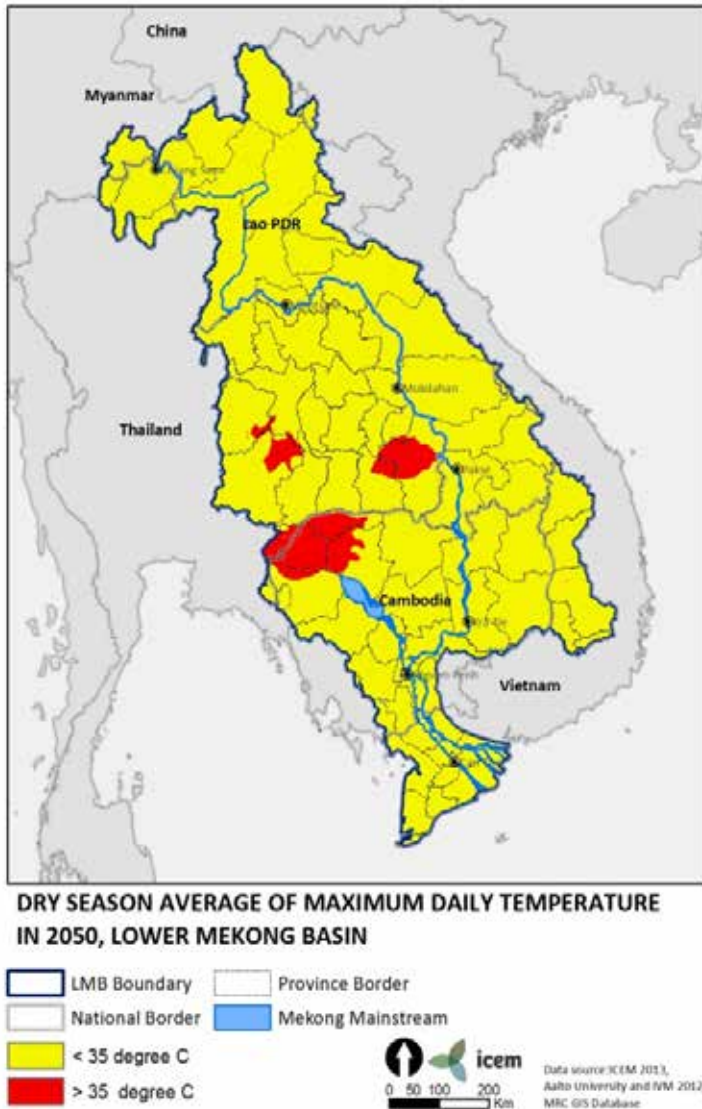 China
Myanmar
Lao PDR
Mukdahan
Thailand
Pakse
Cambodia
Vietnam
DRY SEASON AVERAGE OF MAXIMUM DAILY TEMPERATURE
IN 2050, LOWER MEKONG BASIN
LMB Boundary
Province Border
National Border
Mekong Mainstream
< 35 degree C
> 35 degree C
icem
0 50 100 200
Km
Data source:ICEM 2013,
Aalto University and IVM 2012
MRC GIS Database